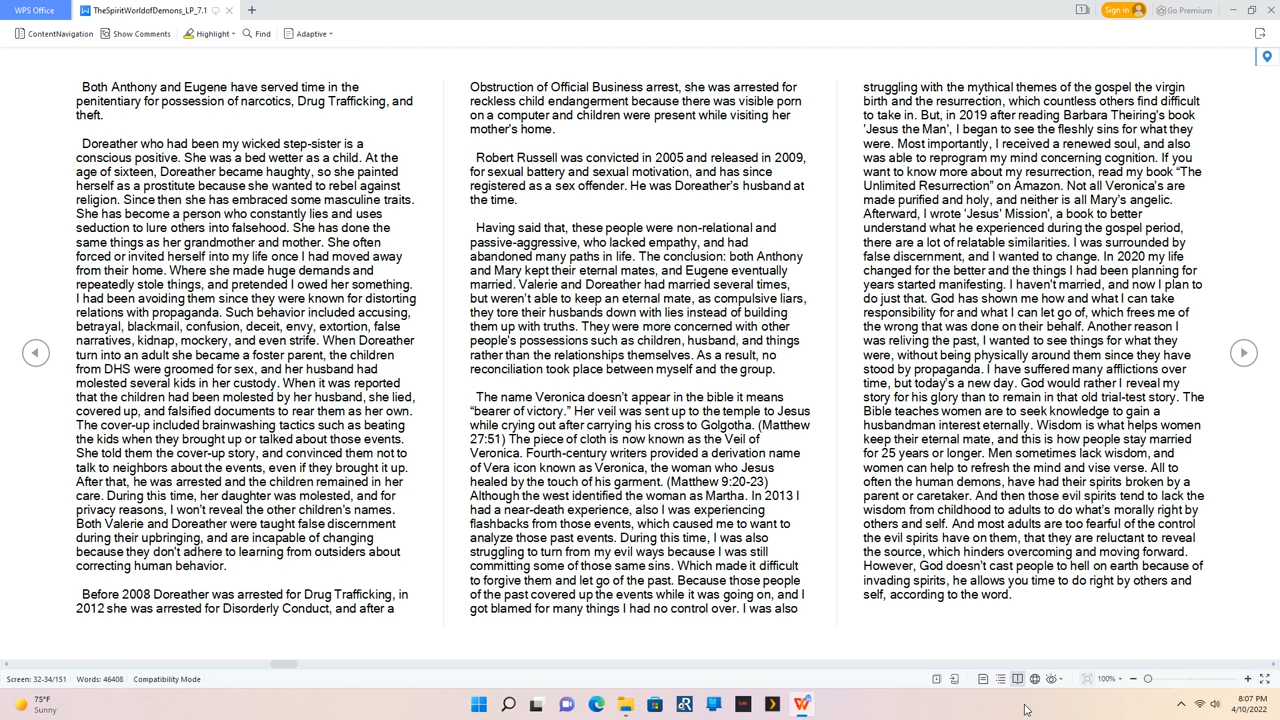 WPS Office
TheSpiritWorldofDemons_LP_7.1
Sign in
Go Premium
ContentNavigation
Show Comments
Highlight
Find
Adaptive
Both Anthony and Eugene have served time in the
penitentiary for possession of narcotics, Drug Trafficking, and
theft.
Doreather who had been my wicked step-sister is a
conscious positive. She was a bed wetter as a child. At the
age of sixteen, Doreather became haughty, so she painted
herself as a prostitute because she wanted to rebel against
religion. Since then she has embraced some masculine traits.
She has become a person who constantly lies and uses
seduction to lure others into falsehood. She has done the
same things as her grandmother and mother. She often
forced or invited herself into my life once I had moved away
from their home. Where she made huge demands and
repeatedly stole things, and pretended I owed her something.
I had been avoiding them since they were known for distorting
relations with propaganda. Such behavior included accusing,
betrayal, blackmail, confusion, deceit, envy, extortion, false
narratives, kidnap, mockery, and even strife. When Doreather
turn into an adult she became a foster parent, the children
from DHS were groomed for sex, and her husband had
molested several kids in her custody. When it was reported
that the children had been molested by her husband, she lied,
covered up, and falsified documents to rear them as her own.
The cover-up included brainwashing tactics such as beating
the kids when they brought up or talked about those events.
She told them the cover-up story, and convinced them not to
talk to neighbors about the events, even if they brought it up.
After that, he was arrested and the children remained in her
care. During this time, her daughter was molested, and for
privacy reasons, I won't reveal the other children's names.
Both Valerie and Doreather were taught false discernment
during their upbringing, and are incapable of changing
because they don't adhere to learning from outsiders about
correcting human behavior.
Before 2008 Doreather was arrested for Drug Trafficking, in
2012 she was arrested for Disorderly Conduct, and after a
Obstruction of Official Business arrest, she was arrested for
reckless child endangerment because there was visible porn
on a computer and children were present while visiting her
mother's home.
Robert Russell was convicted in 2005 and released in 2009,
for sexual battery and sexual motivation, and has since
registered as a sex offender. He was Doreather's husband at
the time.
Having said that, these people were non-relational and
passive-aggressive, who lacked empathy, and had
abandoned many paths in life. The conclusion: both Anthony
and Mary kept their eternal mates, and Eugene eventually
married. Valerie and Doreather had married several times,
but weren't able to keep an eternal mate, as compulsive liars,
they tore their husbands down with lies instead of building
them up with truths. They were more concerned with other
people's possessions such as children, husband, and things
rather than the relationships themselves. As a result, no
reconciliation took place between myself and the group.
The name Veronica doesn't appear in the bible it means
“bearer of victory.” Her veil was sent up to the temple to Jesus
while crying out after carrying his cross to Golgotha. (Matthew
27:51) The piece of cloth is now known as the Veil of
Veronica. Fourth-century writers provided a derivation name
of Vera icon known as Veronica, the woman who Jesus
healed by the touch of his garment. (Matthew 9:20-23)
Although the west identified the woman as Martha. In 2013 I
had a near-death experience, also I was experiencing
flashbacks from those events, which caused me to want to
analyze those past events. During this time, I was also
struggling to turn from my evil ways because I was still
committing some of those same sins. Which made it difficult
to forgive them and let go of the past. Because those people
of the past covered up the events while it was going on, and I
got blamed for many things I had no control over. I was also
struggling with the mythical themes of the gospel the virgin
birth and the resurrection, which countless others find difficult
to take in. But, in 2019 after reading Barbara Theiring's book
'Jesus the Man', I began to see the fleshly sins for what they
were. Most importantly, I received a renewed soul, and also
was able to reprogram my mind concerning cognition. If you
want to know more about my resurrection, read my book “The
Unlimited Resurrection” on Amazon. Not all Veronica's are
made purified and holy, and neither is all Mary's angelic.
Afterward, I wrote 'Jesus' Mission', a book to better
understand what he experienced during the gospel period,
there are a lot of relatable similarities. I was surrounded by
false discernment, and I wanted to change. In 2020 my life
changed for the better and the things I had been planning for
years started manifesting. I haven't married, and now I plan to
do just that. God has shown me how and what I can take
responsibility for and what I can let go of, which frees me of
the wrong that was done on their behalf. Another reason I
was reliving the past, I wanted to see things for what they
were, without being physically around them since they have
stood by propaganda. I have suffered many afflictions over
time, but today's a new day. God would rather I reveal my
story for his glory than to remain in that old trial-test story. The
Bible teaches women are to seek knowledge to gain a
husbandman interest eternally. Wisdom is what helps women
keep their eternal mate, and this is how people stay married
for 25 years or longer. Men sometimes lack wisdom, and
women can help to refresh the mind and vise verse. All to
often the human demons, have had their spirits broken by a
parent or caretaker. And then those evil spirits tend to lack the
wisdom from childhood to adults to do what's morally right by
others and self. And most adults are too fearful of the control
the evil spirits have on them, that they are reluctant to reveal
the source, which hinders overcoming and moving forward.
However, God doesn't cast people to hell on earth because of
invading spirits, he allows you time to do right by others and
self, according to the word.
Screen: 32-34/151
Words: 46408
Compatibility Mode
100%
75°F
Sunny
8:07 PM
4/10/2022